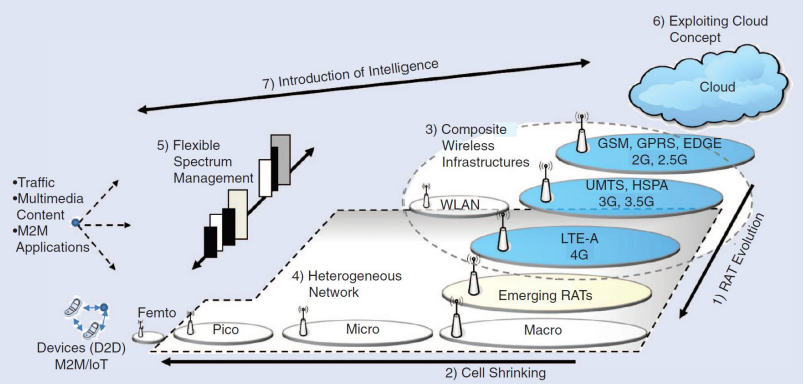 6) Exploiting Cloud
Concept
Cloud
7) Introduction of Intelligence
3) Composite
Wireless
Infrastructures
GSM, GPRS, EDGE
2G, 2.5G
5) Flexible
Spectrum
Management
UMTS, HSPA
3G, 3.5G
WLAN
•Traffic
•Multimedia
Content
•M2M
Applications
LTE-A
4G
1) RAT Evolution
4) Heterogeneous
Network
Emerging RATs
Femto
Pico
Micro
Macro
Devices (D2D)
M2M/IoT
2) Cell Shrinking